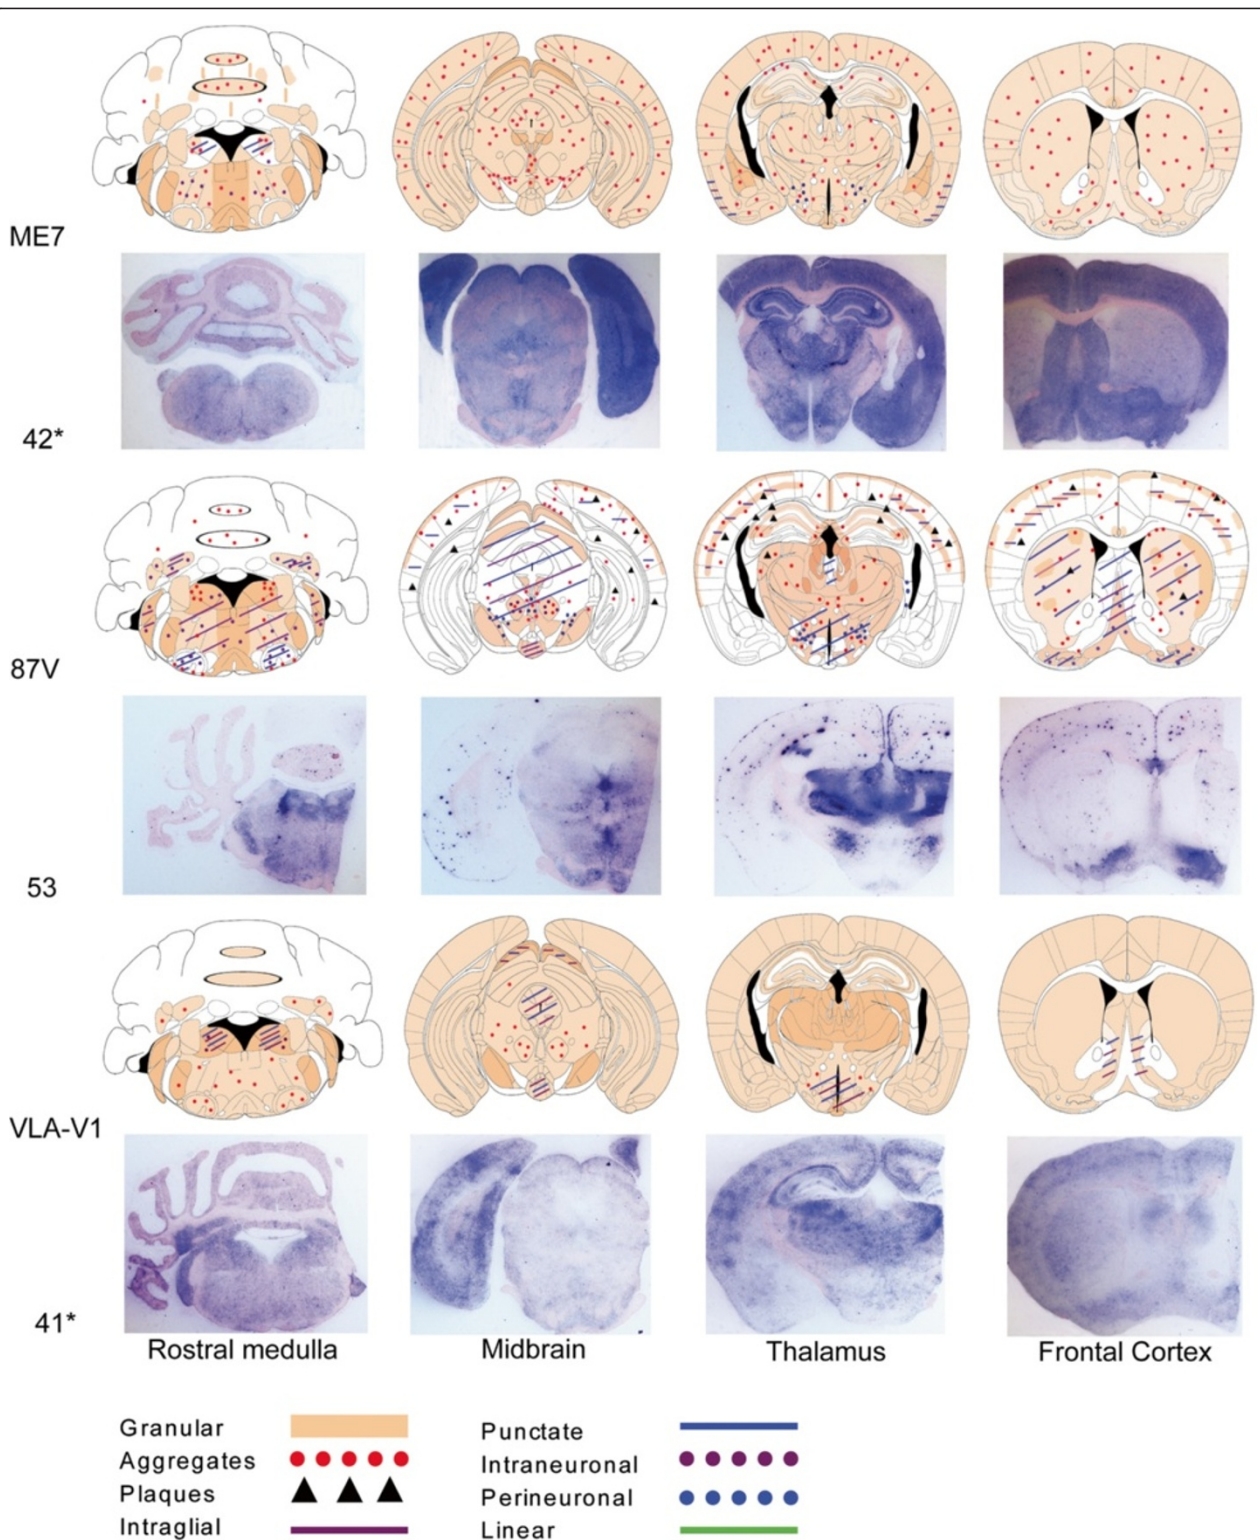 ME7
42*
87V
53
VLA-V1
41*
Rostral medulla Midbrain Thalamus Frontal Cortex
Granular Punctate
Aggregates Intraneuronal
Plaques Perineuronal
Intraglial Linear